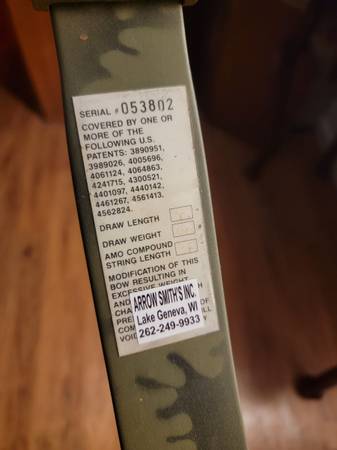 SERIAL # 053802
COVERED BY ONE OR
MORE OF THE
FOLLOWING U.S.
PATENTS: 3890951,
3989026, 4005696,
4061124, 4064863,
4241715, 4300521,
4401097, 4440142,
4461267, 4561413,
4562824.
DRAW LENGTH
DRAW WEIGHT
AMO COMPOUND
STRING LENGTH
MODIFICATION OF THIS
BOW RESULTING IN
EXCESSIVE WEIGHT
AND
ARROW SMITH'S INC.
Lake Geneva, WI
262-249-9933